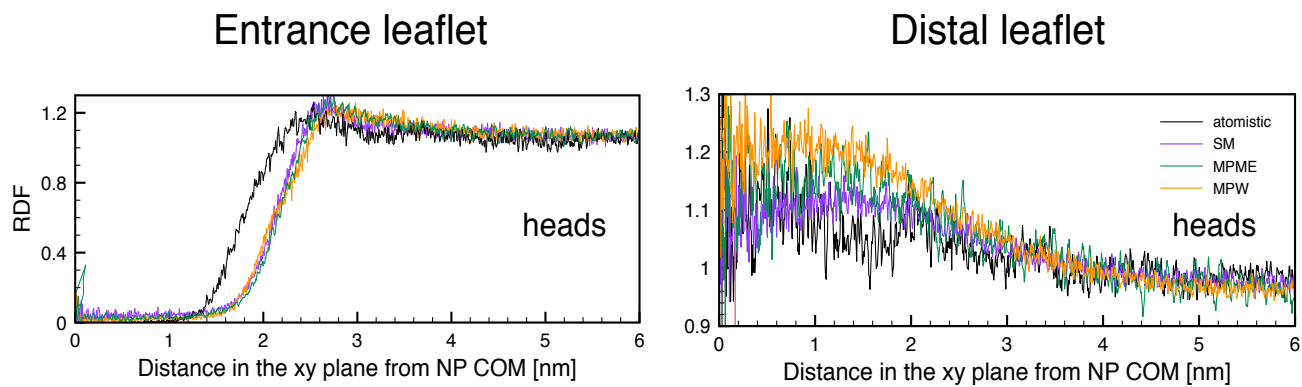 Entrance leaflet
RDF
1.2
0.8
0.4
0
heads
0 1 2 3 4 5 6
Distance in the xy plane from NP COM [nm]
Distal leaflet
1.3
1.2
1.1
1
0.9
atomistic
SM
MPME
MPW
heads
0 1 2 3 4 5 6
Distance in the xy plane from NP COM [nm]